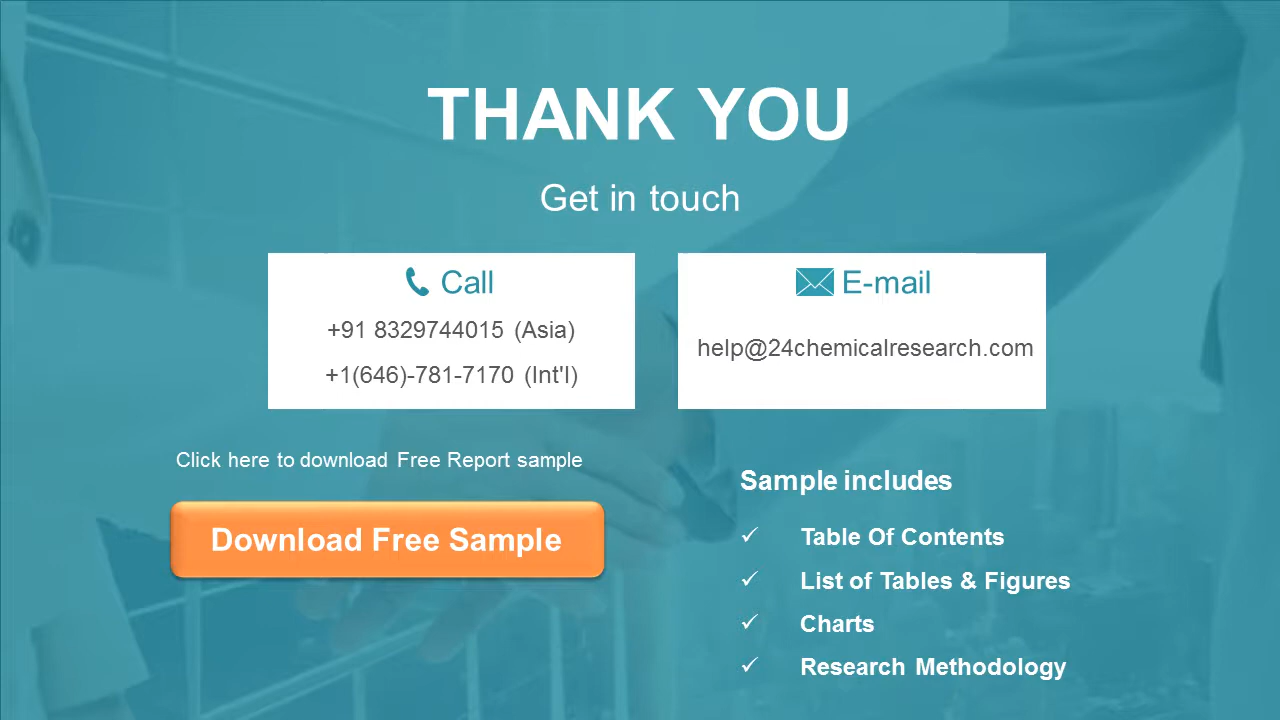 THANK YOU
Get in touch
Call
+91 8329744015 (Asia)
+1(646)-781-7170 (Int'l)
E-mail
help@24chemicalresearch.com
Click here to download Free Report sample
Download Free Sample
Sample includes
✓ Table Of Contents
✓ List of Tables & Figures
✓ Charts
✓ Research Methodology